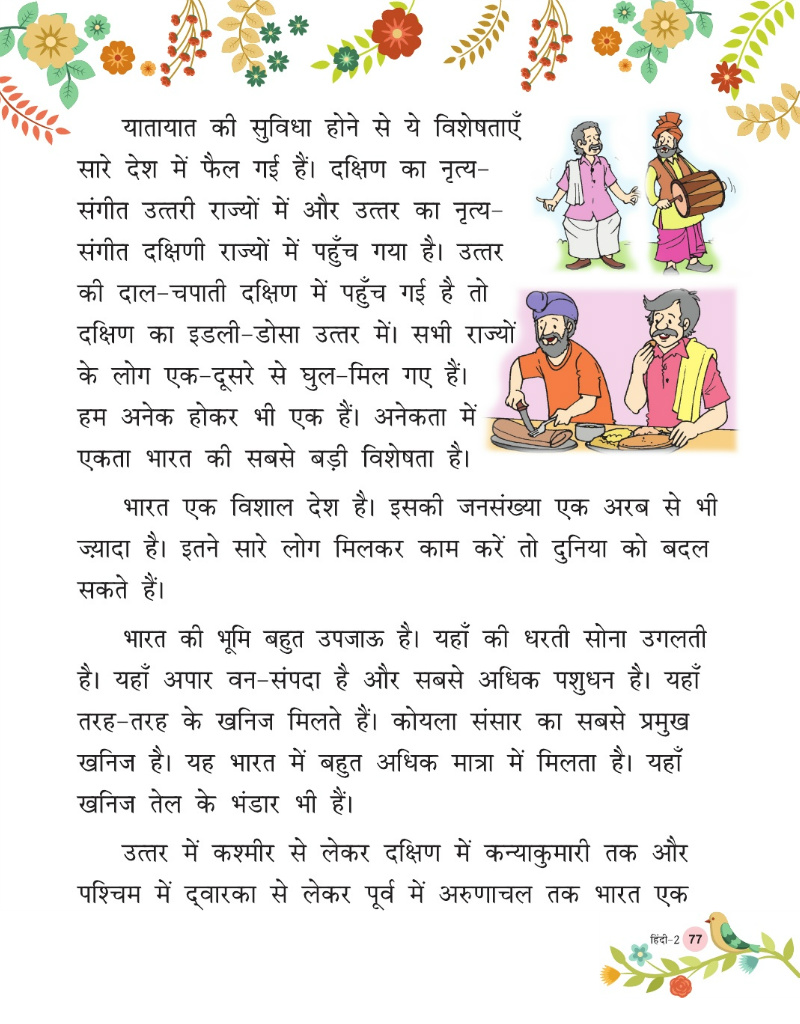 यातायात की सुविधा होने से ये विशेषताएँ
सारे देश में फैल गई हैं। दक्षिण का नृत्य-
संगीत उत्तरी राज्यों में और उत्तर का नृत्य-
संगीत दक्षिणी राज्यों में पहुँच गया है। उत्तर
की दाल-चपाती दक्षिण में पहुँच गई है तो
दक्षिण का इडली-डोसा उत्तर में। सभी राज्यों
के लोग एक-दूसरे से घुल-मिल गए हैं।
हम अनेक होकर भी एक हैं। अनेकता में
एकता भारत की सबसे बड़ी विशेषता है।
भारत एक विशाल देश है। इसकी जनसंख्या एक अरब से भी
ज़्यादा है। इतने सारे लोग मिलकर काम करें तो दुनिया को बदल
सकते हैं।
भारत की भूमि बहुत उपजाऊ है। यहाँ की धरती सोना उगलती
है। यहाँ अपार वन-संपदा है और सबसे अधिक पशुधन है। यहाँ
तरह-तरह के खनिज मिलते हैं। कोयला संसार का सबसे प्रमुख
खनिज है। यह भारत में बहुत अधिक मात्रा में मिलता है। यहाँ
खनिज तेल के भंडार भी हैं।
उत्तर में कश्मीर से लेकर दक्षिण में कन्याकुमारी तक और
पश्चिम में द्वारका से लेकर पूर्व में अरुणाचल तक भारत एक
हिंदी-2 77